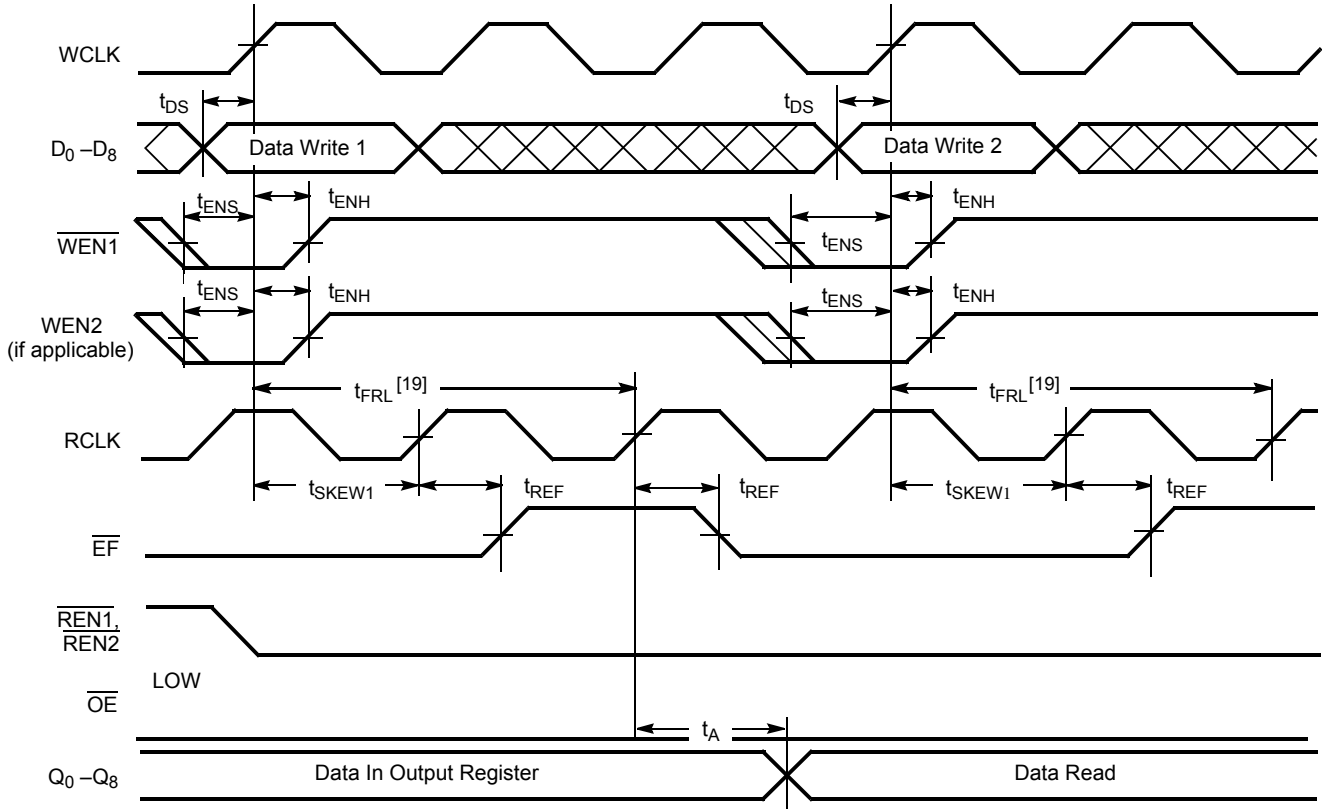 WCLK
tDS tDS
D0 –D8 Data Write 1 Data Write 2
tENS tENH tENH
WEN1 tENS
tENS tENH tENS tENH
WEN2
(if applicable)
tFRL [19] tFRL [19]
RCLK
tSKEW1 tREF tREF tSKEW1 tREF
EF
REN1,
REN2
LOW
OE
tA
Q0 –Q8 Data In Output Register Data Read